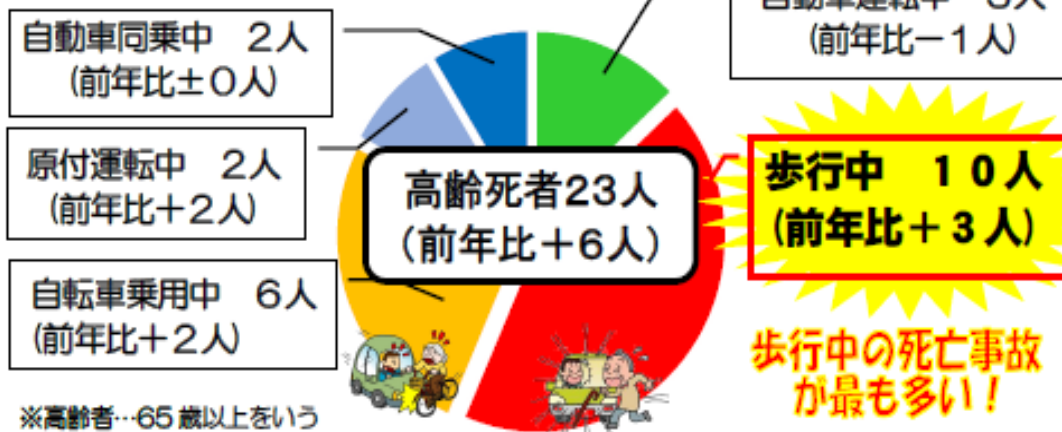 自動車同乗中 2人
(前年比±0人)
原付運転中 2人
(前年比+2人)
自転車乗用中 6人
(前年比+2人)
※高齢者…65歳以上をいう
高齢死者23人
(前年比+6人)
(前年比-1人)
歩行中 10人
(前年比+3人)
歩行中の死亡事故
が最も多い!